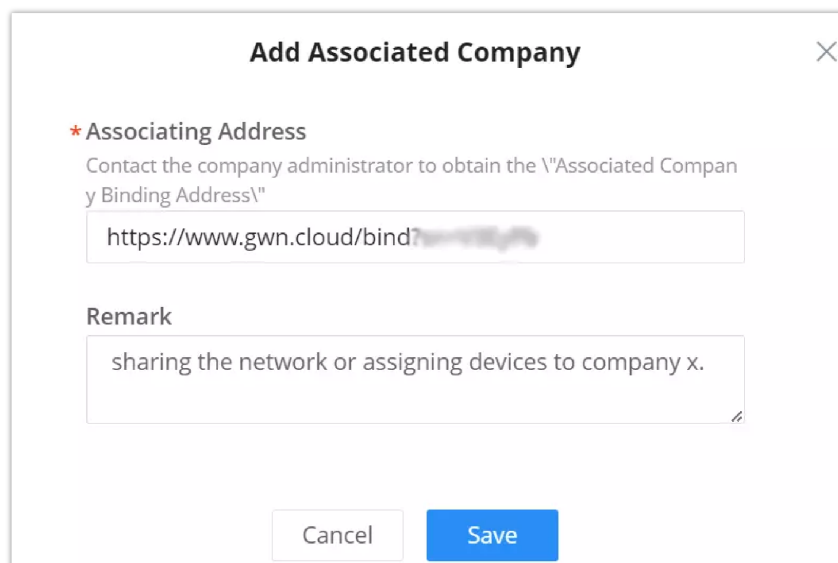 Add Associated Company
* Associating Address
Contact the company administrator to obtain the \"Associated Compan
y Binding Address\"
https://www.gwn.cloud/bind?
Remark
sharing the network or assigning devices to company x.
Cancel
Save